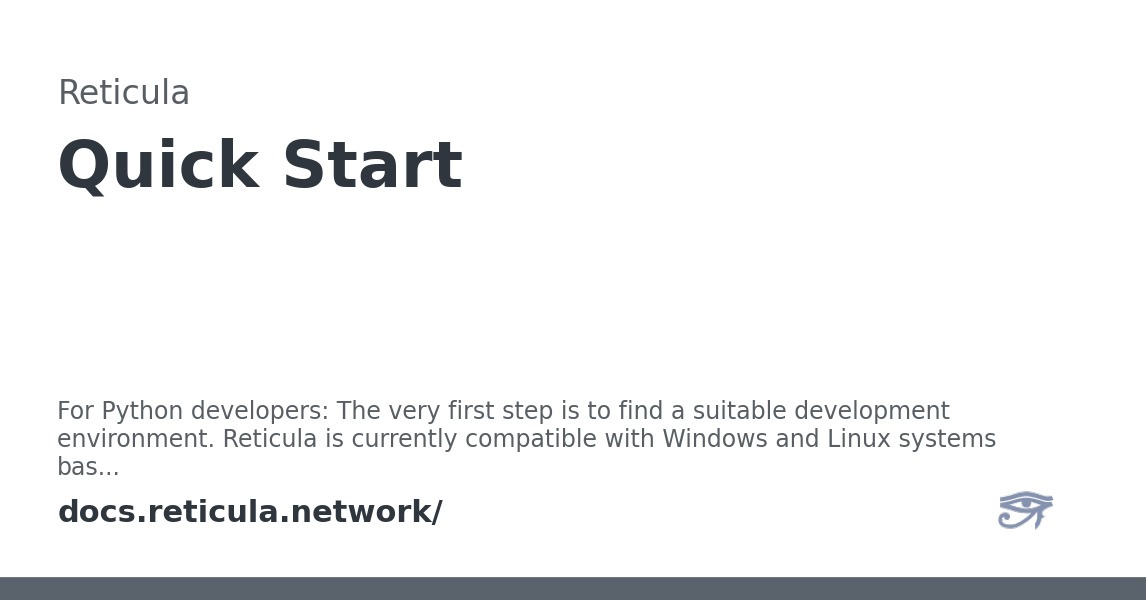 Reticula
Quick Start
For Python developers: The very first step is to find a suitable development
environment. Reticula is currently compatible with Windows and Linux systems
bas...
docs.reticula.network/